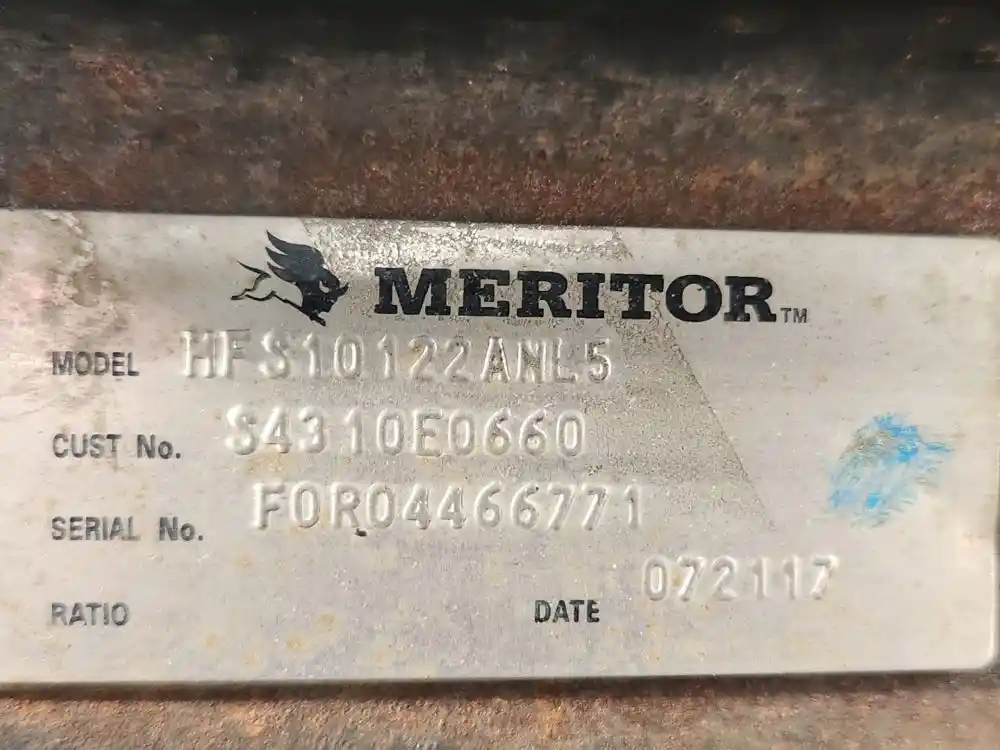 MERITOR™
MODEL HFS10122ANL5
CUST No. S4310E0660
SERIAL No. FOR04466771
RATIO DATE 072117